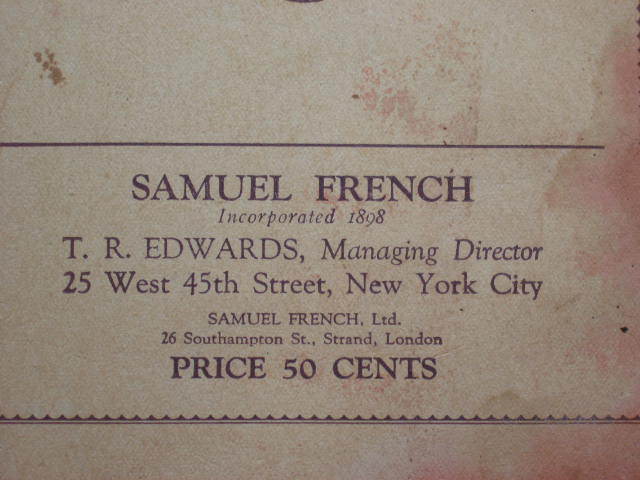 SAMUEL FRENCH
Incorporated 1898
T. R. EDWARDS, Managing Director
25 West 45th Street, New York City
SAMUEL FRENCH, Ltd.
26 Southampton St., Strand, London
PRICE 50 CENTS